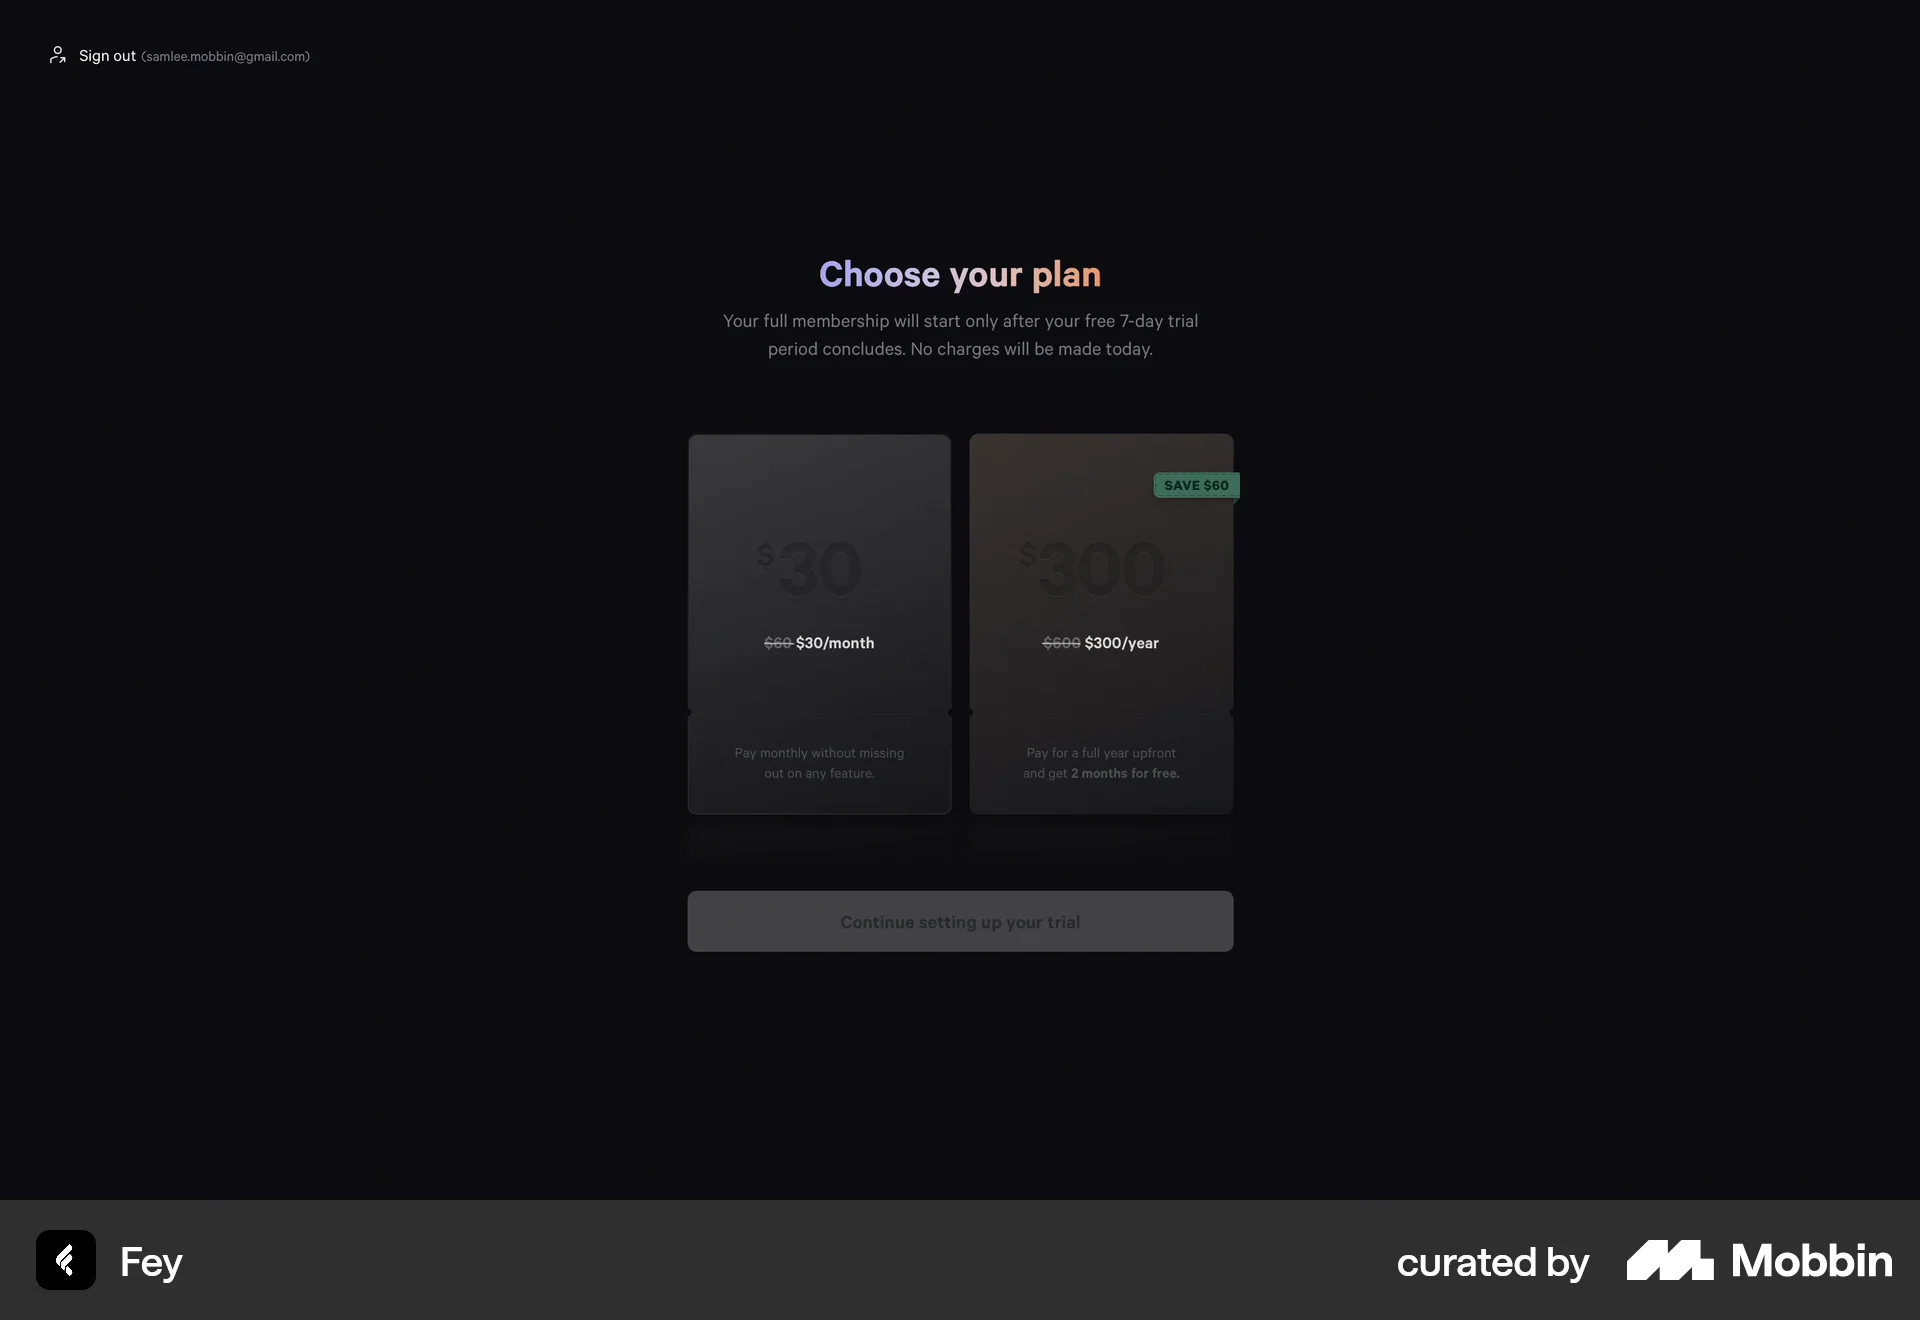 Sign out (samlee.mobbin@gmail.com)
Choose your plan
Your full membership will start only after your free 7-day trial
period concludes. No charges will be made today.
$30
$60 $30/month
Pay monthly without missing
out on any feature.
SAVE $60
$300
$600 $300/year
Pay for a full year upfront
and get 2 months for free.
Continue setting up your trial
Fey
curated by Mobbin